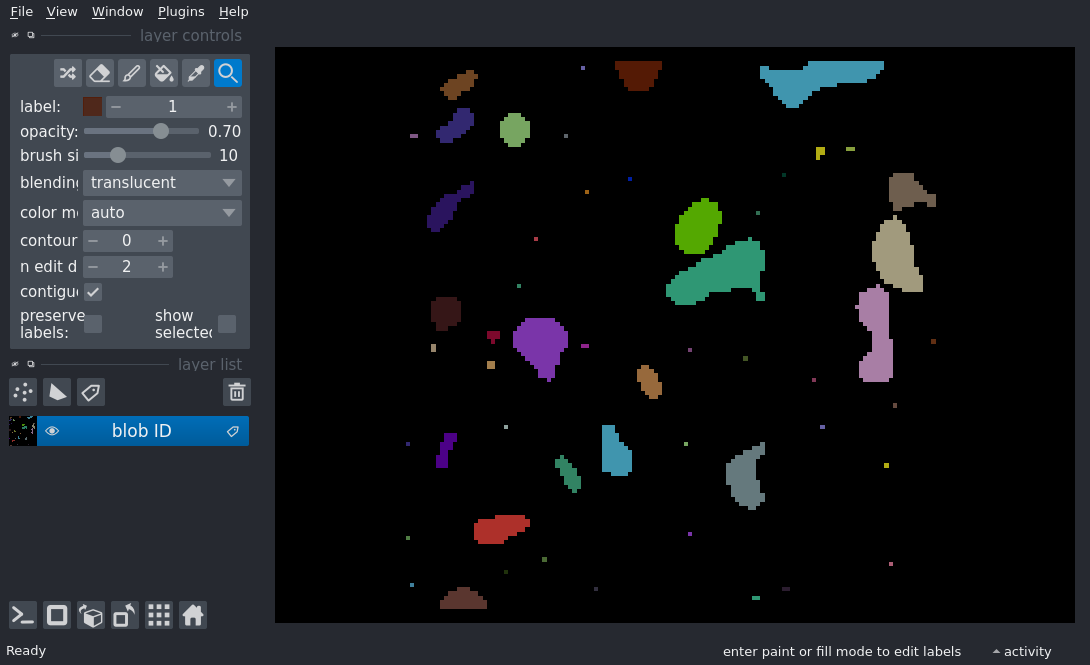 File View Window Plugins Help
layer controls
label: 1
opacity: 0.70
brush si 10
blending translucent
color m auto
contour 0
n edit d 2
contigu
preserve labels: show selected
layer list
blob ID
Ready
enter paint or fill mode to edit labels activity